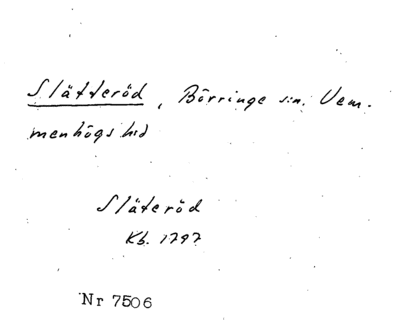 Slätteröd, Börringe sn. Vem-
menhögs hd
Släteröd
Kb. 1797
Nr 7506